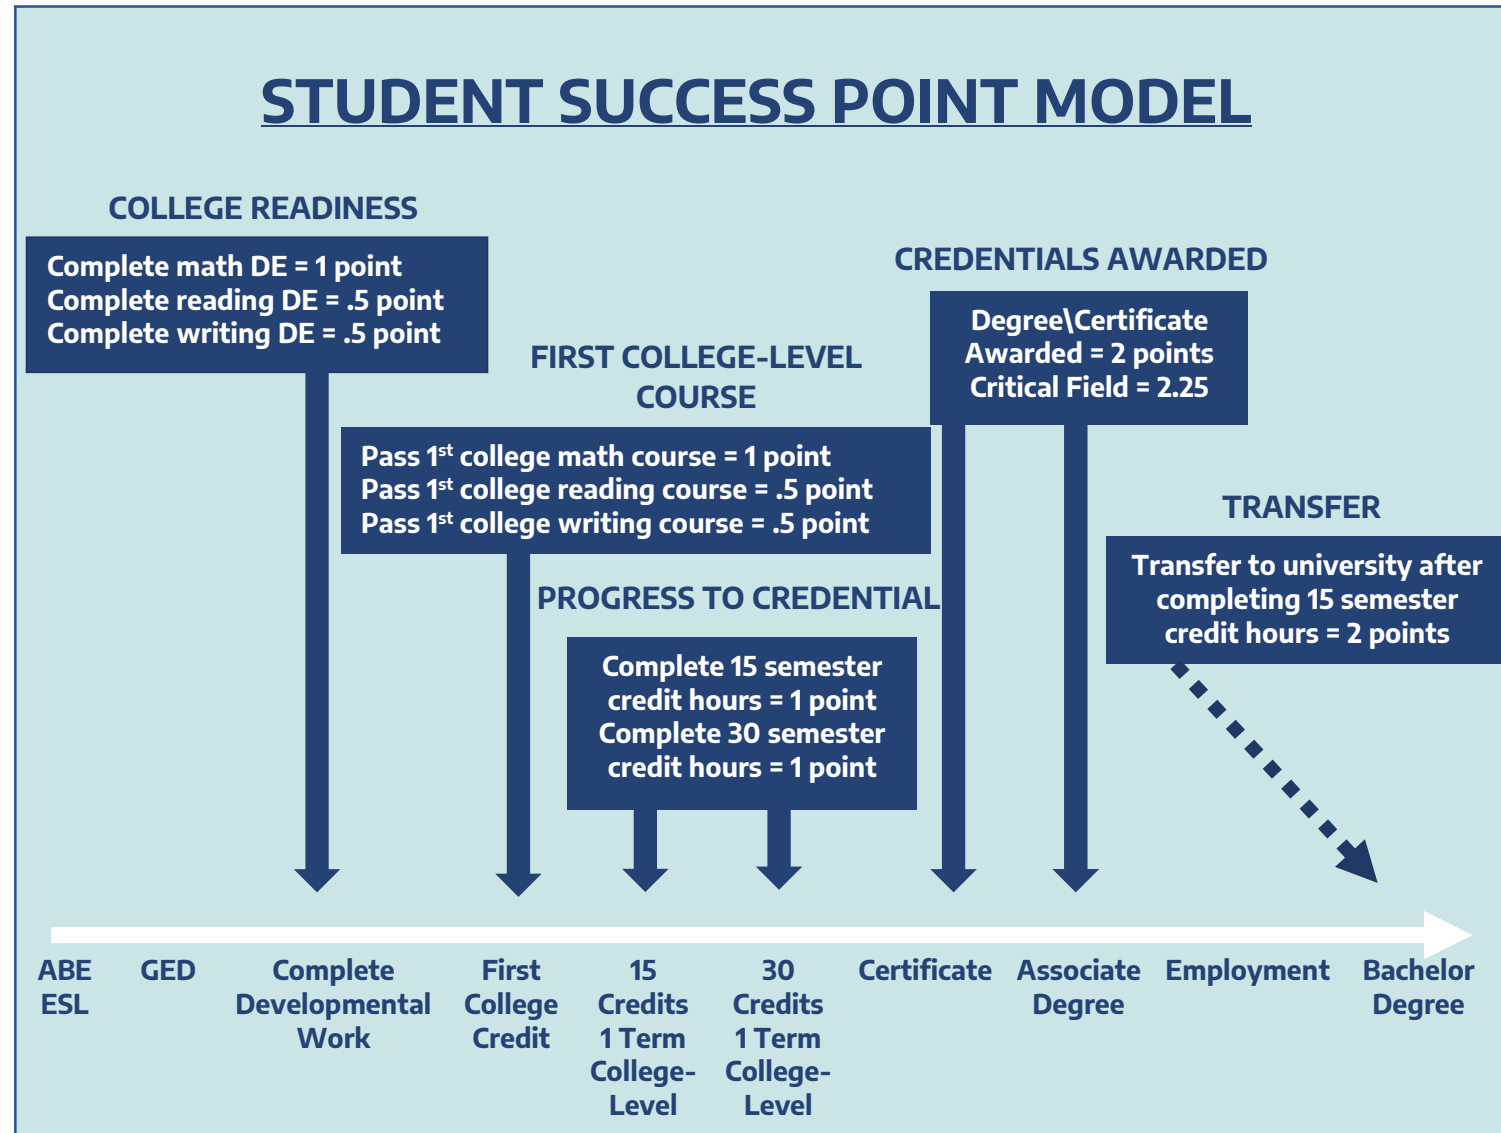 STUDENT SUCCESS POINT MODEL
COLLEGE READINESS
Complete math DE = 1 point
Complete reading DE = .5 point
Complete writing DE = .5 point
FIRST COLLEGE-LEVEL
COURSE
Pass 1st college math course = 1 point
Pass 1st college reading course = .5 point
Pass 1st college writing course = .5 point
PROGRESS TO CREDENTIAL
Complete 15 semester
credit hours = 1 point
Complete 30 semester
credit hours = 1 point
CREDENTIALS AWARDED
Degree\Certificate
Awarded = 2 points
Critical Field = 2.25
TRANSFER
Transfer to university after
completing 15 semester
credit hours = 2 points
ABE
ESL
GED
Complete
Developmental
Work
First
College
Credit
15
Credits
1 Term
College-
Level
30
Credits
1 Term
College-
Level
Certificate
Associate
Degree
Employment
Bachelor
Degree